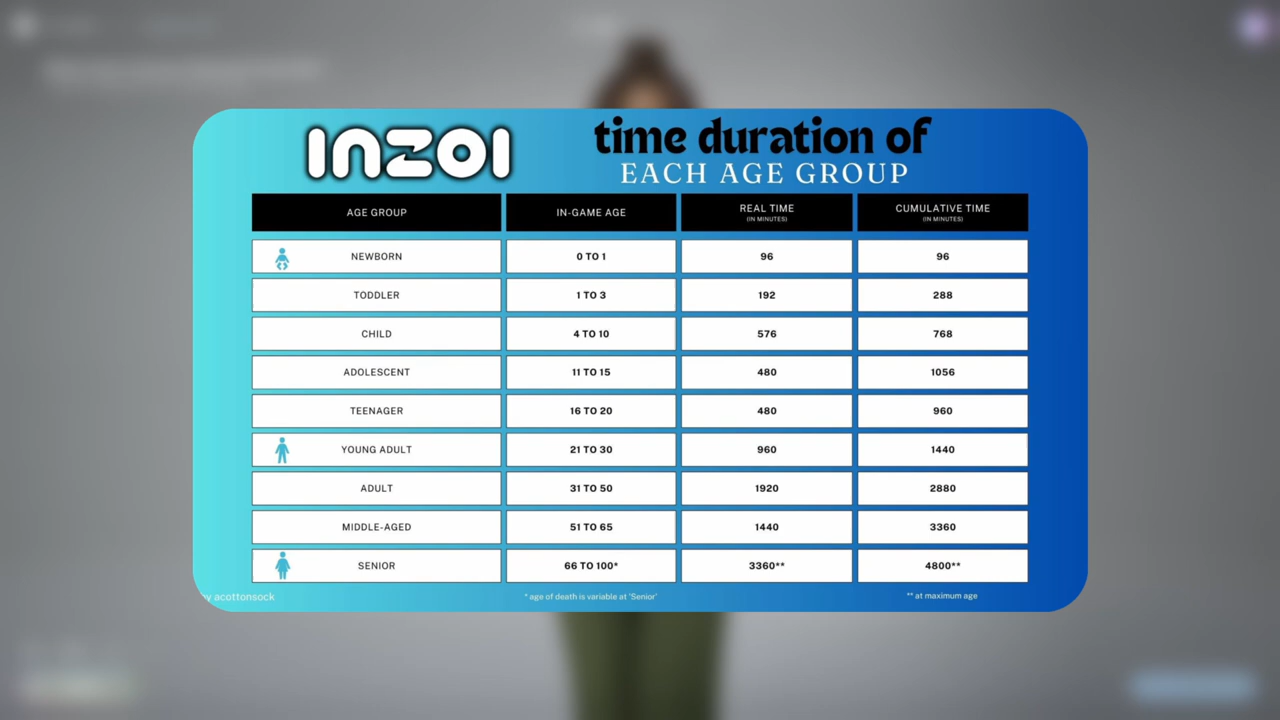 INZOI
time duration of
EACH AGE GROUP
AGE GROUP IN-GAME AGE REAL TIME (IN MINUTES) CUMULATIVE TIME (IN MINUTES)
NEWBORN 0 TO 1 96 96
TODDLER 1 TO 3 192 288
CHILD 4 TO 10 576 768
ADOLESCENT 11 TO 15 480 1056
TEENAGER 16 TO 20 480 960
YOUNG ADULT 21 TO 30 960 1440
ADULT 31 TO 50 1920 2880
MIDDLE-AGED 51 TO 65 1440 3360
SENIOR 66 TO 100* 3360** 4800**
by acottonsock * age of death is variable at 'Senior' ** at maximum age